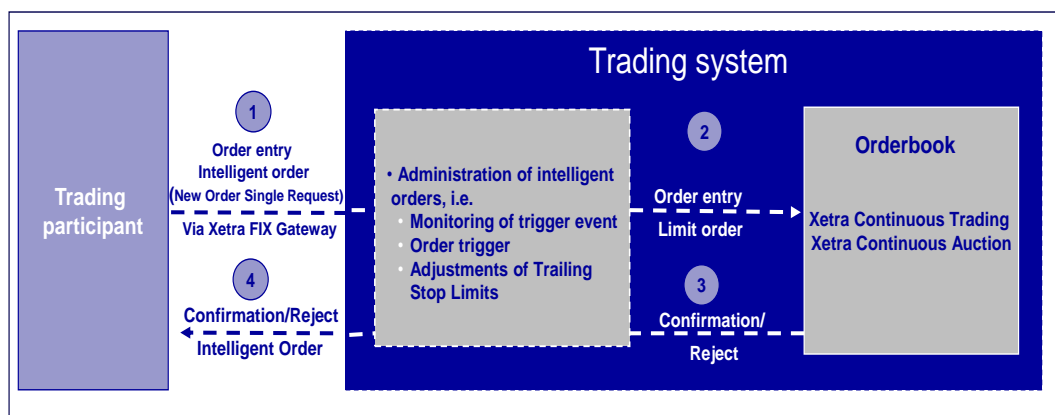 Trading system
Trading
participant
1
Order entry
Intelligent order
(New Order Single Request)
Via Xetra FIX Gateway
4
Confirmation/Reject
Intelligent Order
• Administration of intelligent
orders, i.e.
• Monitoring of trigger event
• Order trigger
• Adjustments of Trailing
Stop Limits
2
Order entry
Limit order
3
Confirmation/
Reject
Orderbook
Xetra Continuous Trading
Xetra Continuous Auction